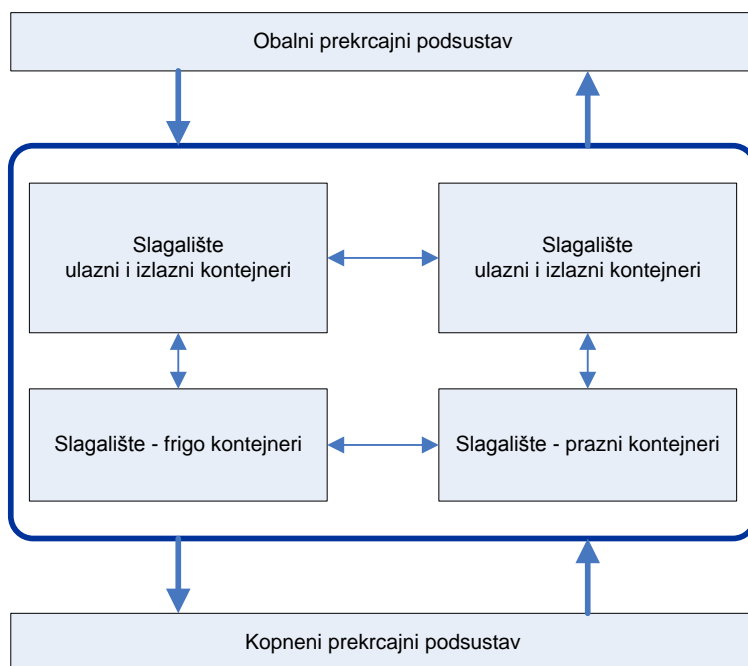 Obalni prekrcajni podsustav
Slagalište
ulazni i izlazni kontejneri
Slagalište
ulazni i izlazni kontejneri
Slagalište - frigo kontejneri
Slagalište - prazni kontejneri
Kopneni prekrcajni podsustav